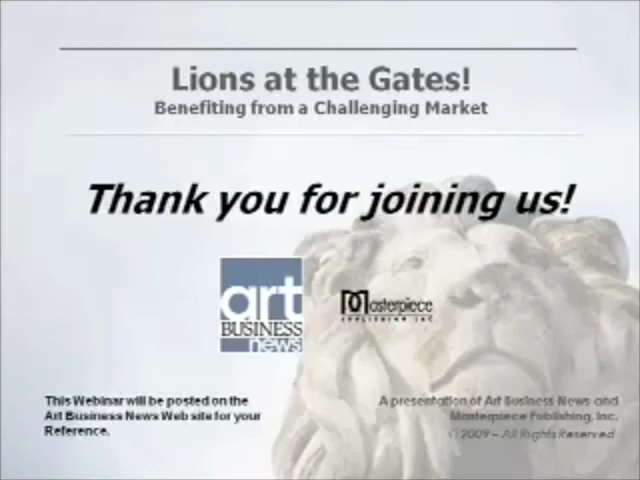 Lions at the Gates!
Benefiting from a Challenging Market
Thank you for joining us!
art
BUSINESS
news
Masterpiece
PUBLISHING INC
This Webinar will be posted on the
Art Business News Web site for your
Reference.
A presentation of Art Business News and
Masterpiece Publishing, Inc.
© 2009 – All Rights Reserved